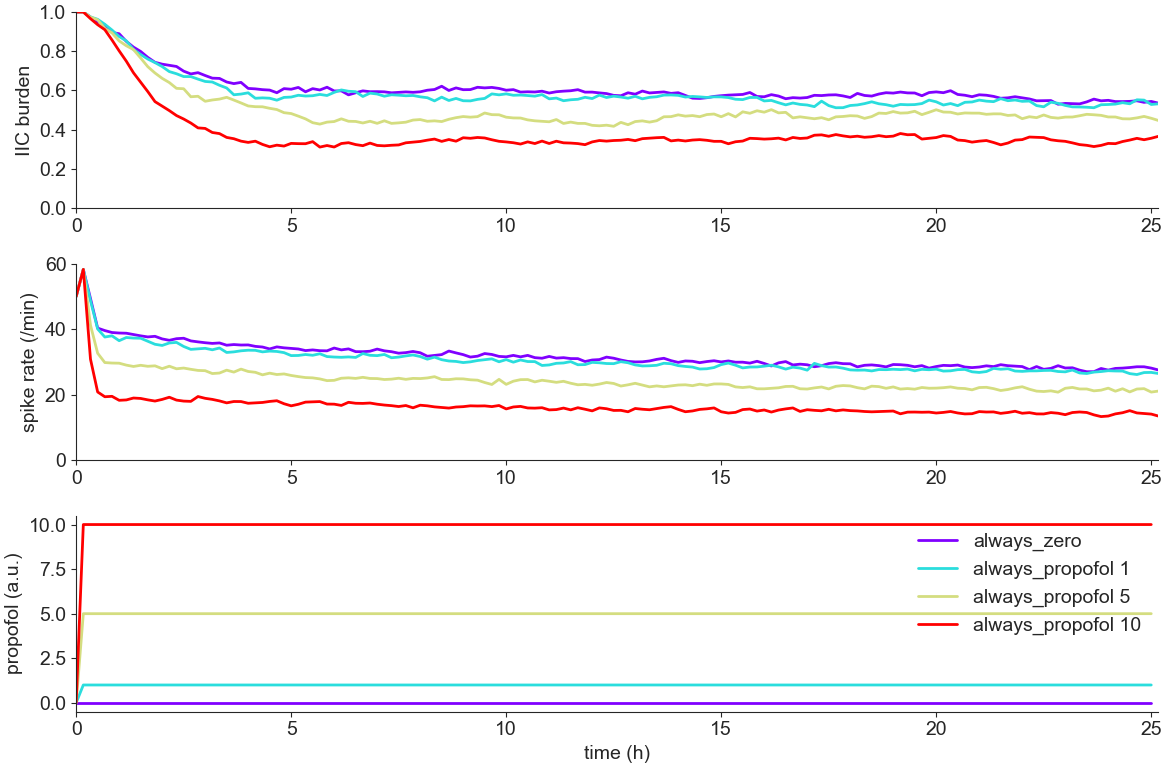 IIC burden
1.0
0.8
0.6
0.4
0.2
0.0
0 5 10 15 20 25
spike rate (/min)
60
40
20
0
0 5 10 15 20 25
propofol (a.u.)
10.0
7.5
5.0
2.5
0.0
always_zero
always_propofol 1
always_propofol 5
always_propofol 10
0 5 10 15 20 25
time (h)